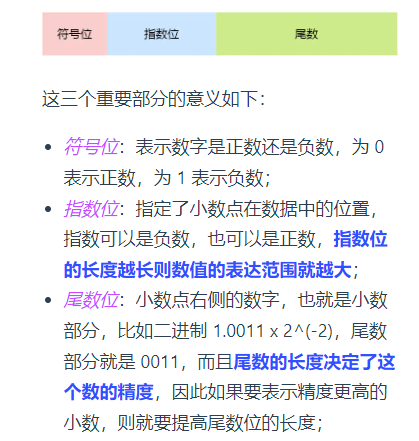 符号位 指数位 尾数
这三个重要部分的意义如下：
• 符号位：表示数字是正数还是负数，为 0
表示正数，为 1 表示负数；
• 指数位：指定了小数点在数据中的位置，
指数可以是负数，也可以是正数，指数位
的长度越长则数值的表达范围就越大；
• 尾数位：小数点右侧的数字，也就是小数
部分，比如二进制 1.0011 x 2^(-2)，尾数
部分就是 0011，而且尾数的长度决定了这
个数的精度，因此如果要表示精度更高的
小数，则就要提高尾数位的长度；